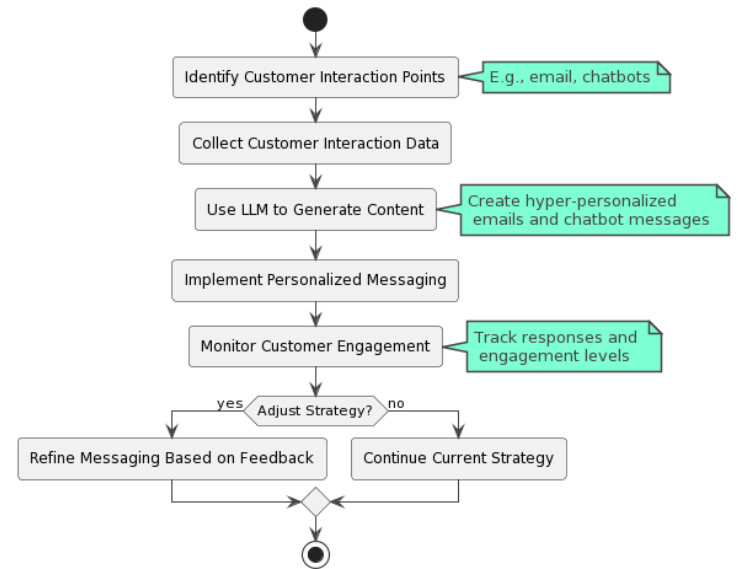 Identify Customer Interaction Points
E.g., email, chatbots
Collect Customer Interaction Data
Use LLM to Generate Content
Create hyper-personalized
emails and chatbot messages
Implement Personalized Messaging
Monitor Customer Engagement
Track responses and
engagement levels
yes
Adjust Strategy?
no
Refine Messaging Based on Feedback
Continue Current Strategy